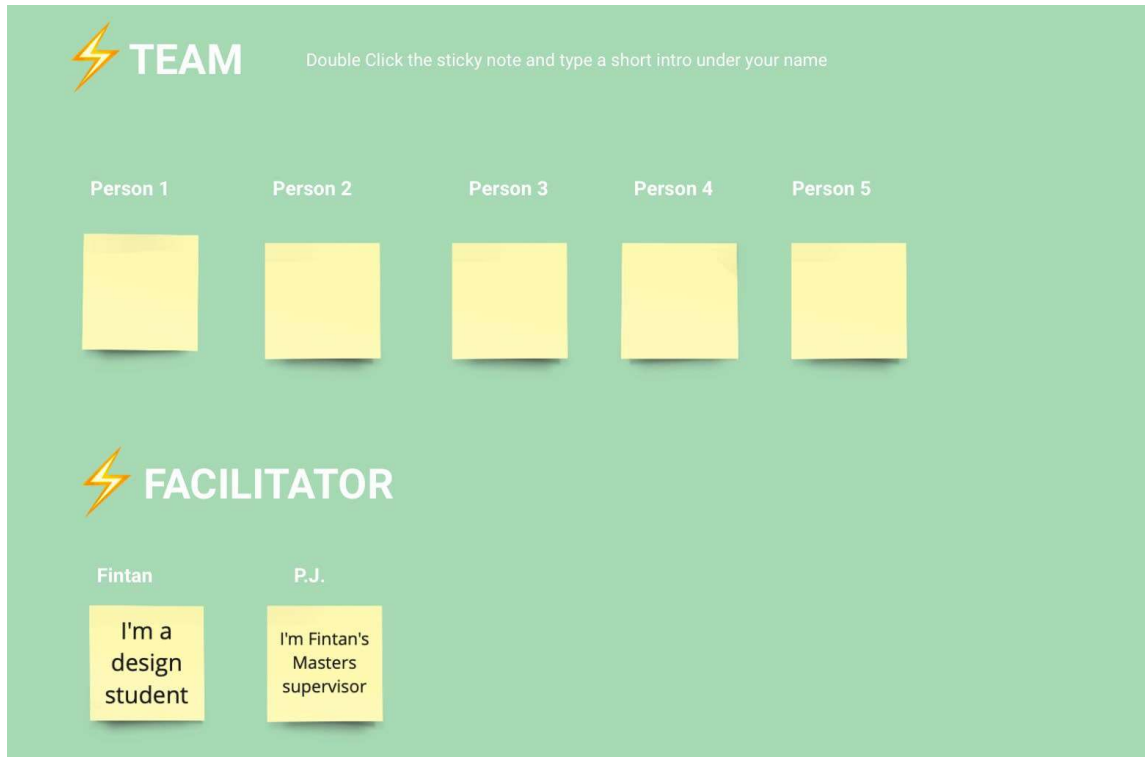 ⚡ TEAM
Double Click the sticky note and type a short intro under your name
Person 1
Person 2
Person 3
Person 4
Person 5
⚡ FACILITATOR
Fintan
P.J.
I'm a
design
student
I'm Fintan's
Masters
supervisor